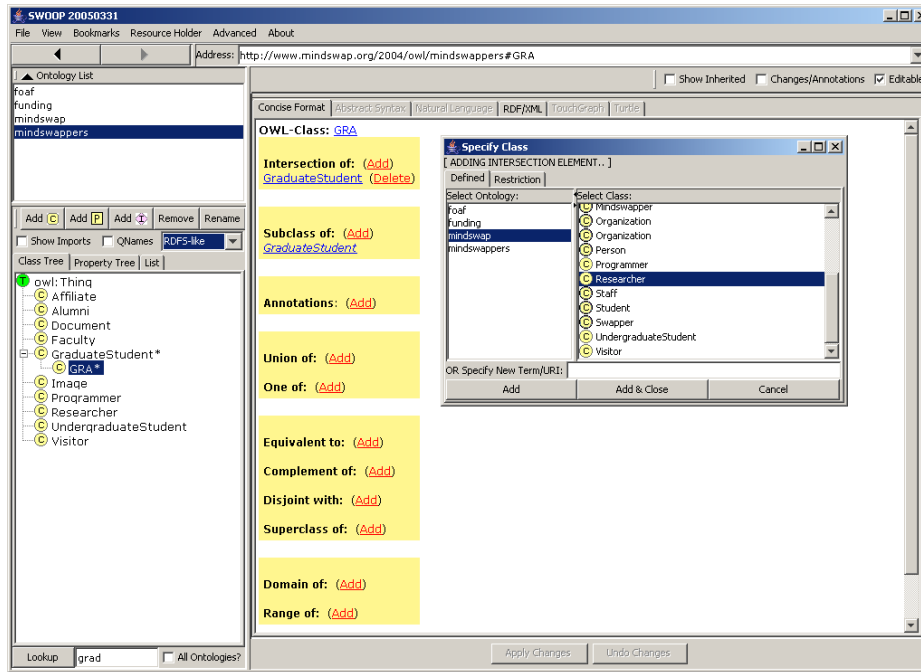 SWOOP 20050331
File View Bookmarks Resource Holder Advanced About
Address: http://www.mindswap.org/2004/owl/mindswappers#GRA
Ontology List
foaf
funding
mindswap
mindswappers
Show Inherited Changes/Annotations Editable
Add C Add P Add I Remove Rename
Show Imports QNames RDFS-like
Class Tree Property Tree List
T owl:Thing
C Affiliate
C Alumni
C Document
C Faculty
C GraduateStudent*
C GRA*
C Image
C Programmer
C Researcher
C UndergraduateStudent
C Visitor
Lookup grad All Ontologies?
Concise Format Abstract Syntax Natural Language RDF/XML TouchGraph Turtle
OWL-Class: GRA
Intersection of: (Add)
GraduateStudent (Delete)
Subclass of: (Add)
GraduateStudent
Annotations: (Add)
Union of: (Add)
One of: (Add)
Equivalent to: (Add)
Complement of: (Add)
Disjoint with: (Add)
Superclass of: (Add)
Domain of: (Add)
Range of: (Add)
Apply Changes Undo Changes
Specify Class
[ ADDING INTERSECTION ELEMENT.. ]
Defined Restriction
Select Ontology:
foaf
funding
mindswap
mindswappers
Select Class:
C Mindswapper
C Organization
C Organization
C Person
C Programmer
C Researcher
C Staff
C Student
C Swapper
C UndergraduateStudent
C Visitor
OR Specify New Term/URI:
Add Add & Close Cancel